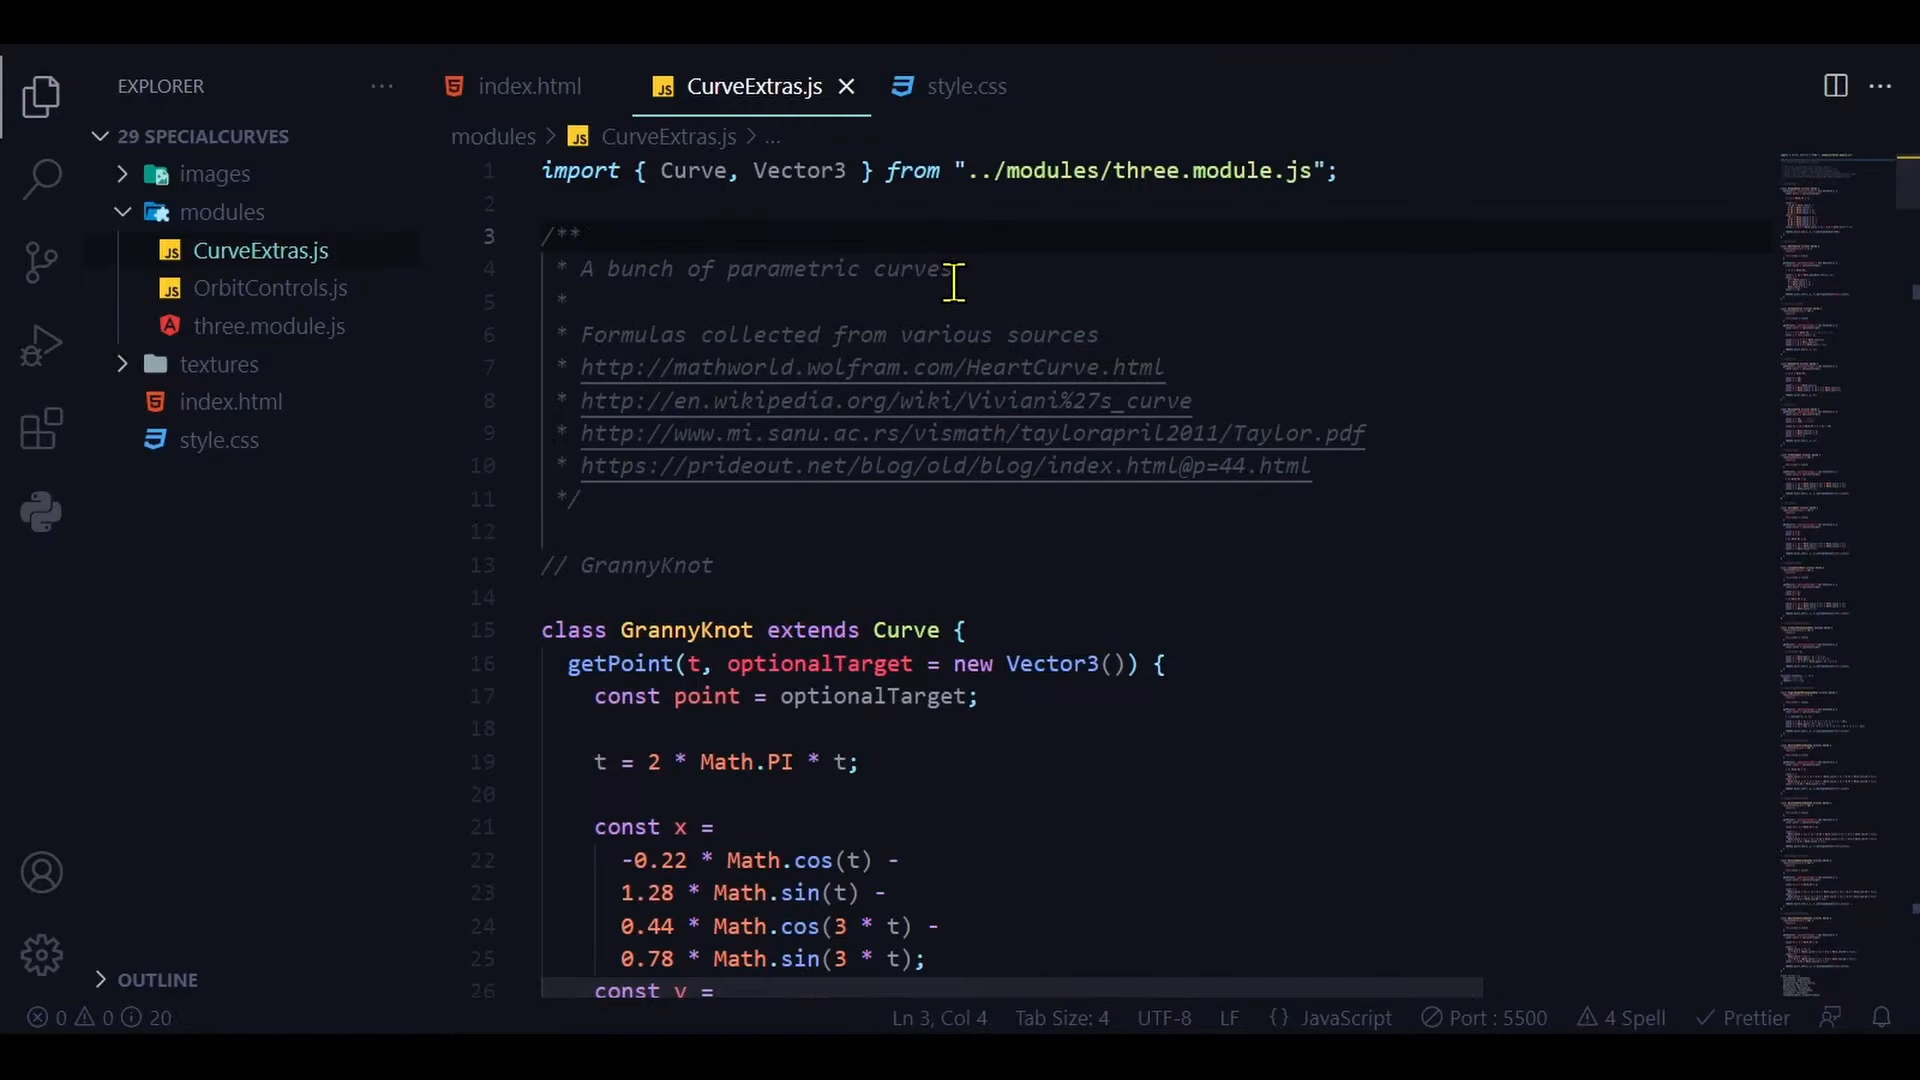 EXPLORER
29 SPECIALCURVES
images
modules
JS CurveExtras.js
JS OrbitControls.js
three.module.js
textures
index.html
style.css
OUTLINE
index.html
JS CurveExtras.js
style.css
modules > JS CurveExtras.js > ...
1 import { Curve, Vector3 } from "../modules/three.module.js";
2
3 /**
4 * A bunch of parametric curves
5 *
6 * Formulas collected from various sources
7 * http://mathworld.wolfram.com/HeartCurve.html
8 * http://en.wikipedia.org/wiki/Viviani%27s_curve
9 * http://www.mi.sanu.ac.rs/vismath/taylorapril2011/Taylor.pdf
10 * https://prideout.net/blog/old/blog/index.html@p=44.html
11 */
12
13 // GrannyKnot
14
15 class GrannyKnot extends Curve {
16 getPoint(t, optionalTarget = new Vector3()) {
17 const point = optionalTarget;
18
19 t = 2 * Math.PI * t;
20
21 const x =
22 -0.22 * Math.cos(t) -
23 1.28 * Math.sin(t) -
24 0.44 * Math.cos(3 * t) -
25 0.78 * Math.sin(3 * t);
26 const y =
0 0 20
Ln 3, Col 4
Tab Size: 4
UTF-8
LF
{} JavaScript
Port : 5500
4 Spell
Prettier